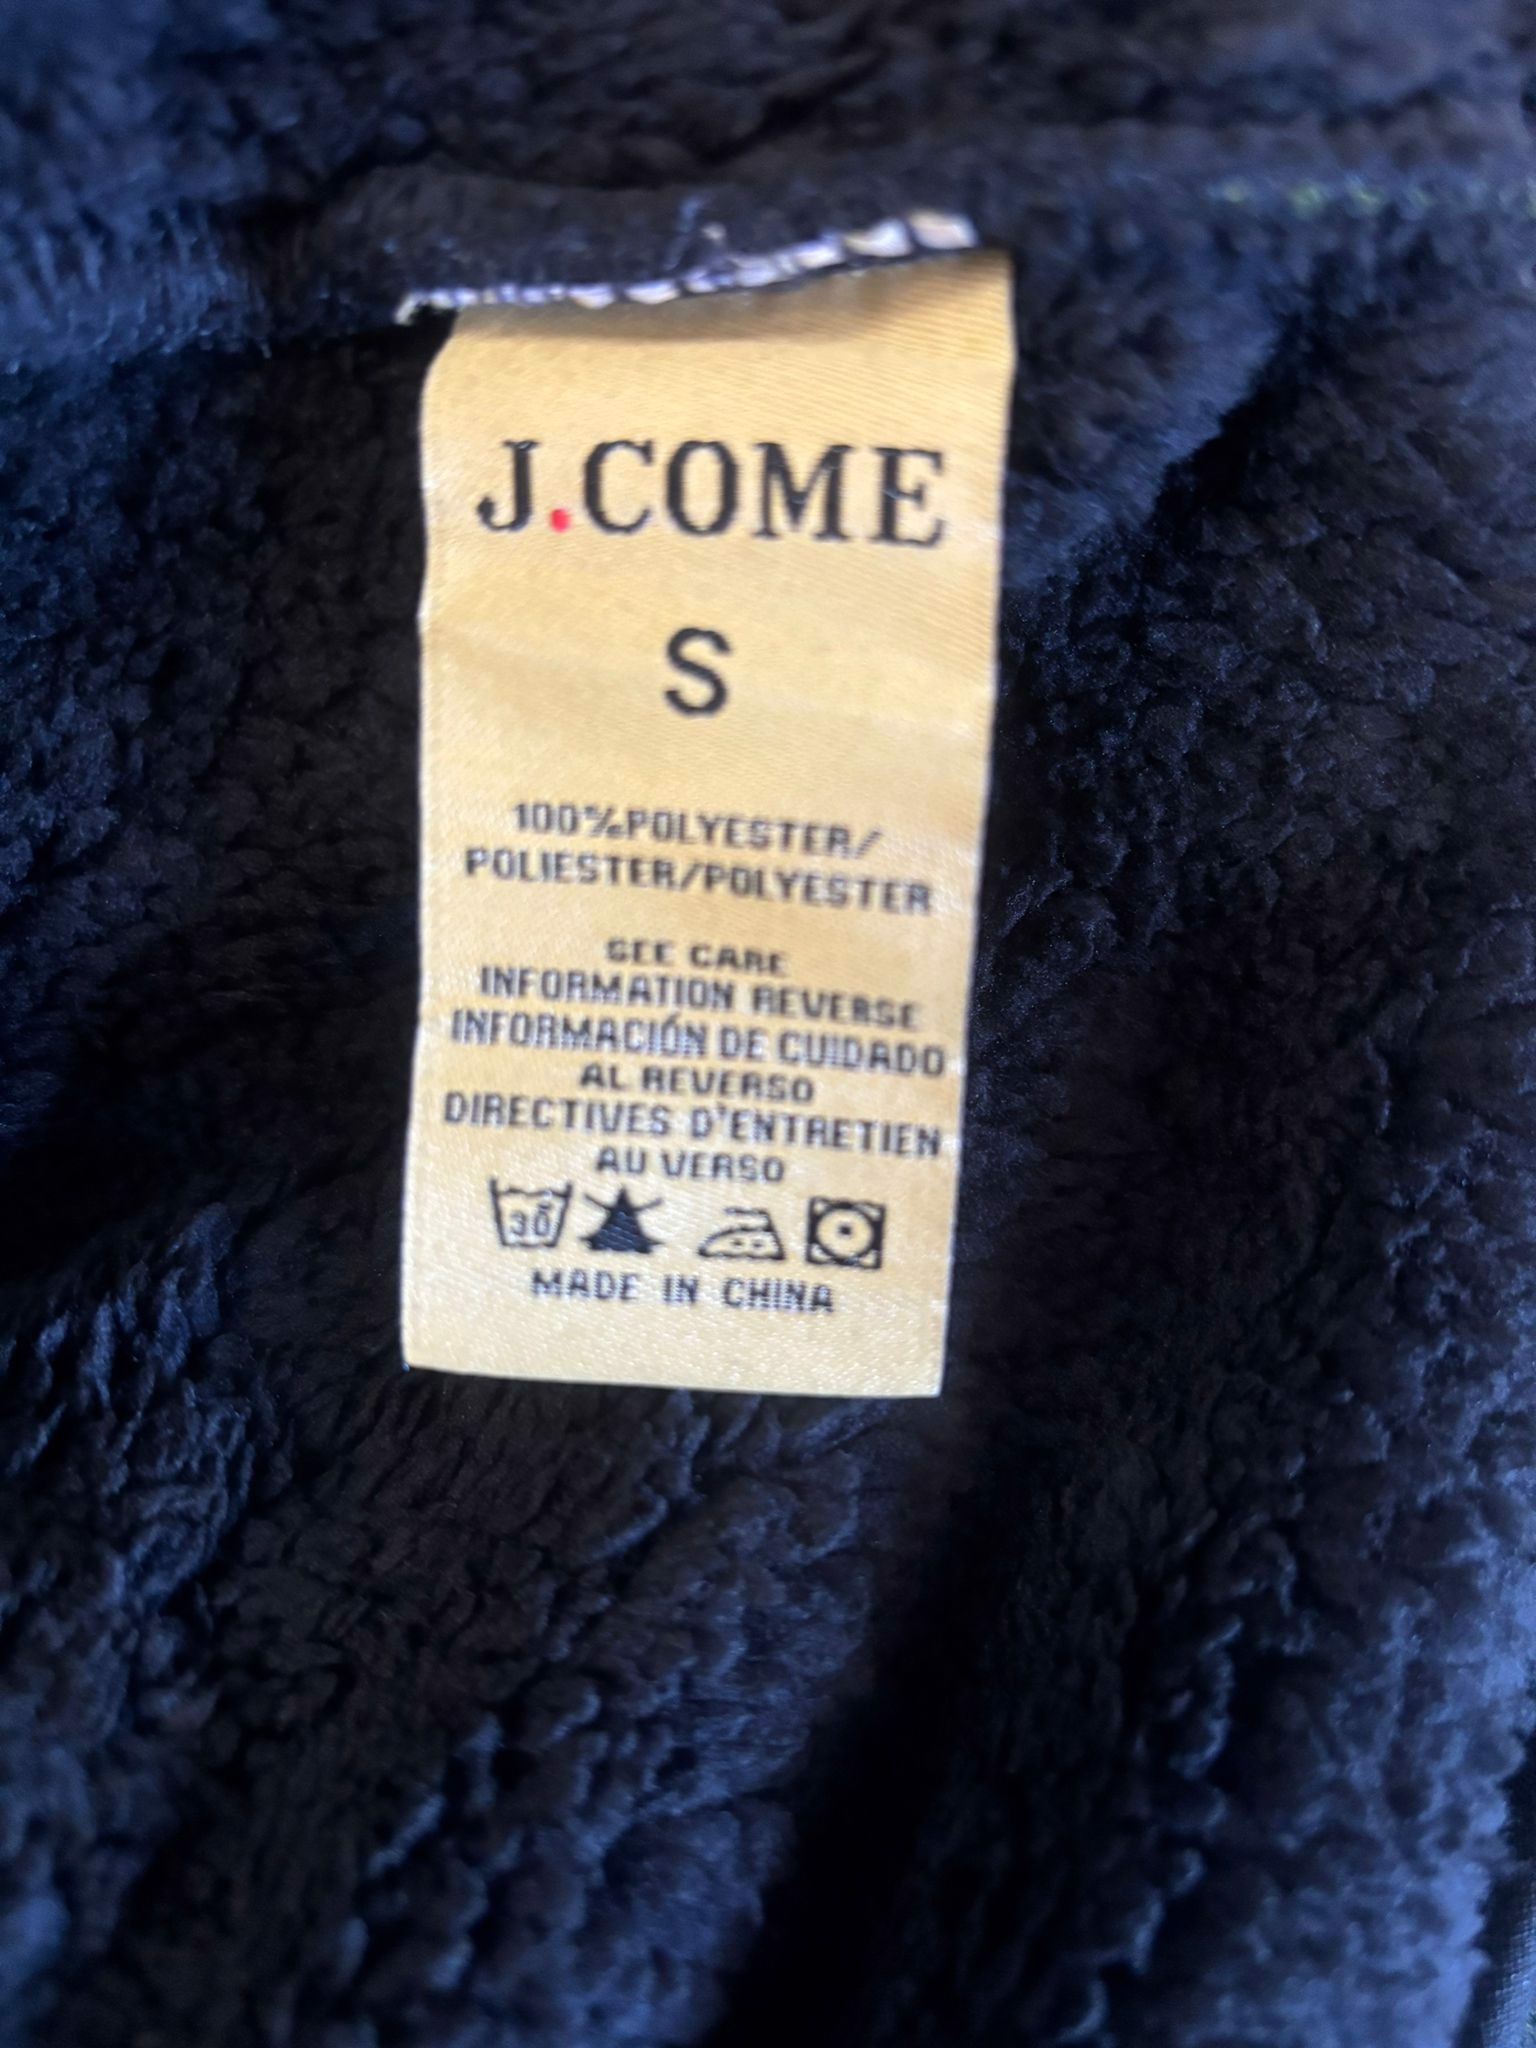 J.COME
S
100%POLYESTER/
POLIESTER/POLYESTER
SEE CARE
INFORMATION REVERSE
INFORMACIÓN DE CUIDADO
AL REVERSO
DIRECTIVES D'ENTRETIEN
AU VERSO
30
MADE IN CHINA